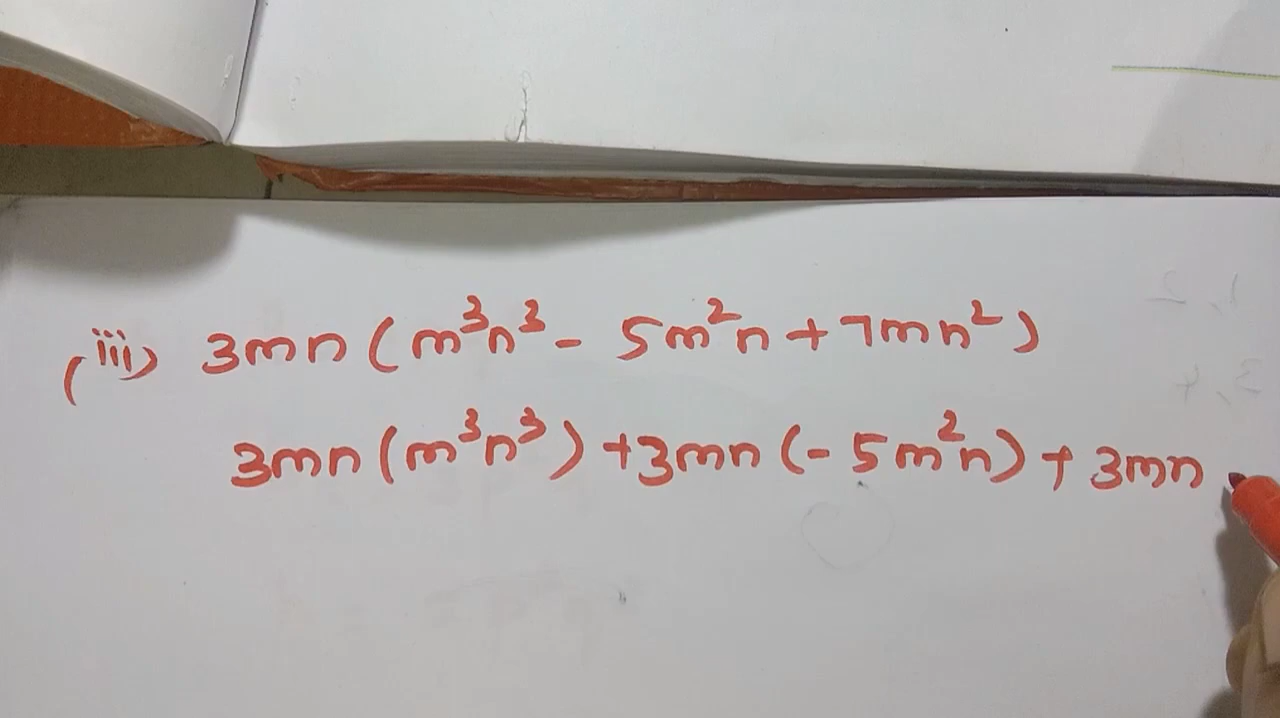 (iii) 3mn (m³n³ - 5m²n + 7mn²)
3mn (m³n³) + 3mn (- 5m²n) + 3mn